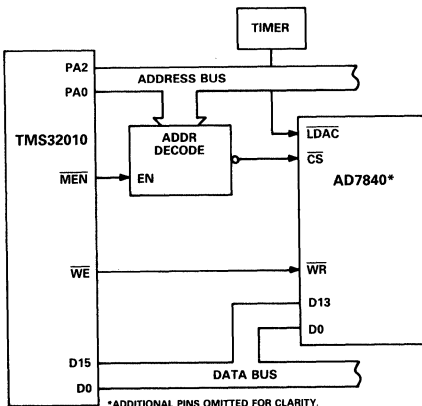 TIMER
PA2
ADDRESS BUS
PA0
TMS32010
ADDR
DECODE
LDAC
CS
AD7840*
MEN
EN
WE
WR
D13
D0
D15
DATA BUS
D0
*ADDITIONAL PINS OMITTED FOR CLARITY.